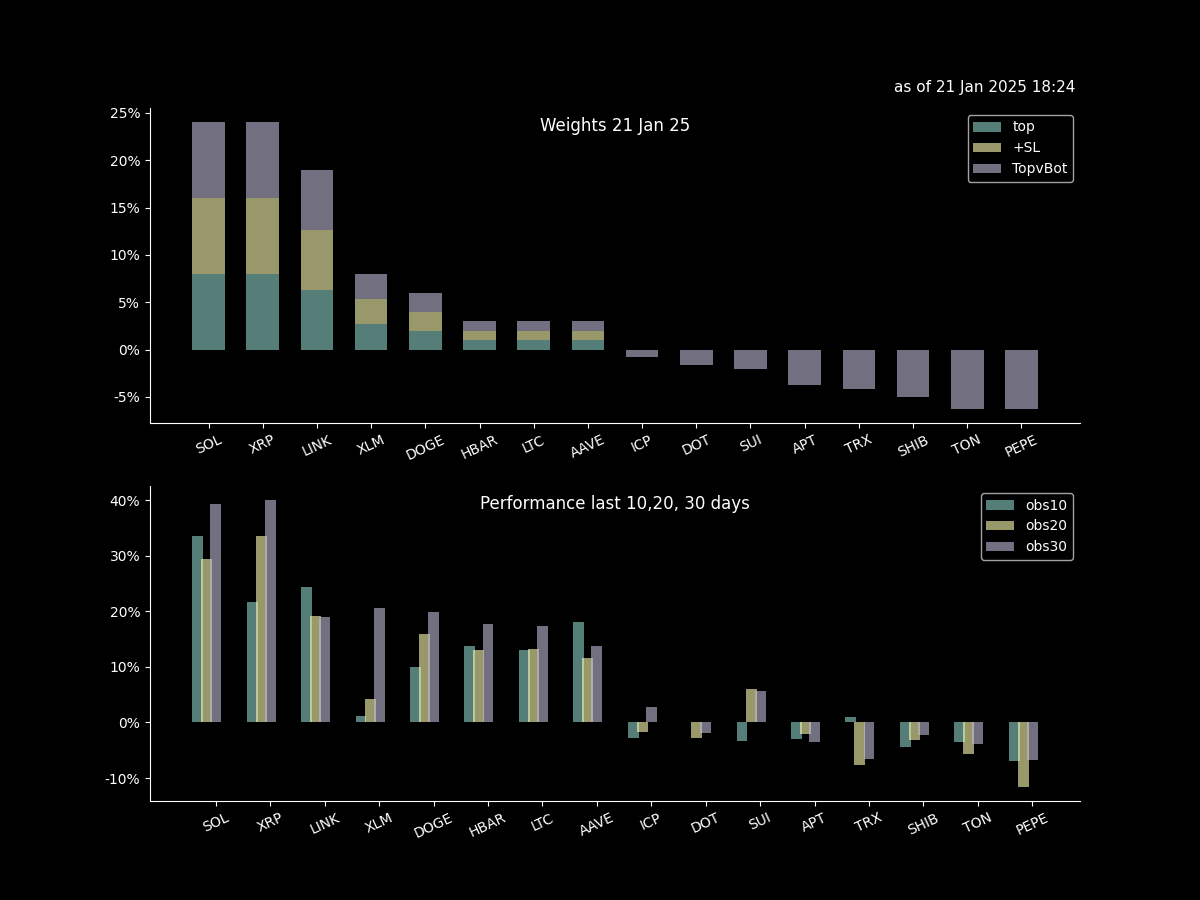 as of 21 Jan 2025 18:24
Weights 21 Jan 25
top
+SL
TopvBot
25%
20%
15%
10%
5%
0%
-5%
SOL XRP LINK XLM DOGE HBAR LTC AAVE ICP DOT SUI APT TRX SHIB TON PEPE
Performance last 10,20, 30 days
obs10
obs20
obs30
40%
30%
20%
10%
0%
-10%
SOL XRP LINK XLM DOGE HBAR LTC AAVE ICP DOT SUI APT TRX SHIB TON PEPE